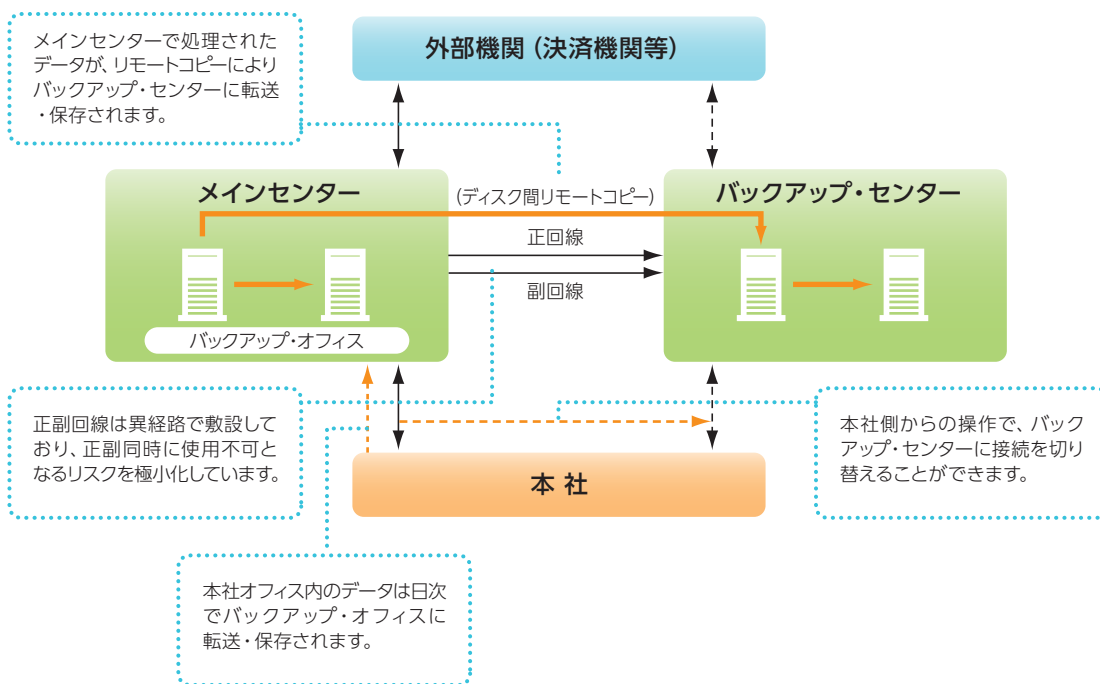 メインセンターで処理された
データが、リモートコピーにより
バックアップ・センターに転送
・保存されます。
外部機関（決済機関等）
メインセンター
(ディスク間リモートコピー)
バックアップ・センター
正回線
副回線
バックアップ・オフィス
正副回線は異経路で敷設して
おり、正副同時に使用不可と
なるリスクを極小化しています。
本社側からの操作で、バック
アップ・センターに接続を切り
替えることができます。
本 社
本社オフィス内のデータは日次
でバックアップ・オフィスに
転送・保存されます。